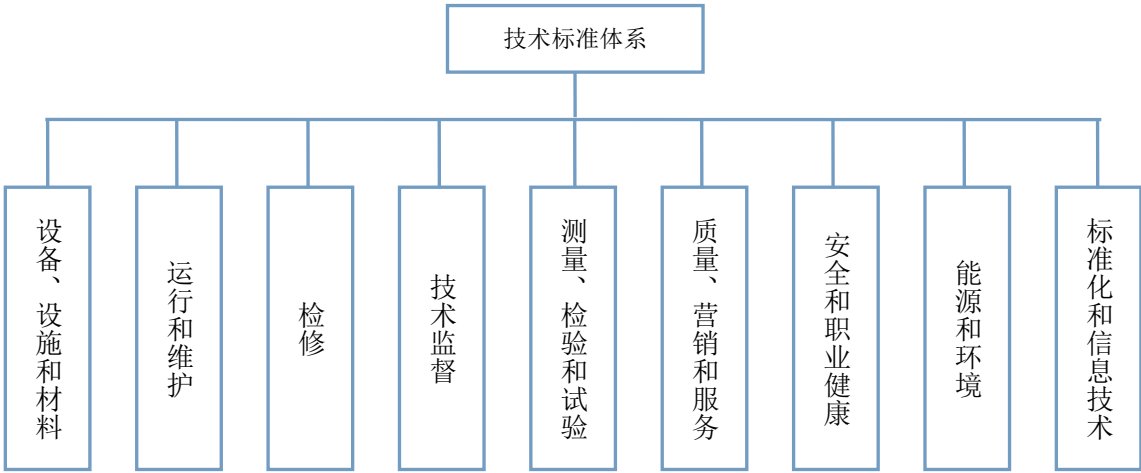 技术标准体系
设备、设施和材料
运行和维护
检修
技术监督
测量、检验和试验
质量、营销和服务
安全和职业健康
能源和环境
标准化和信息技术